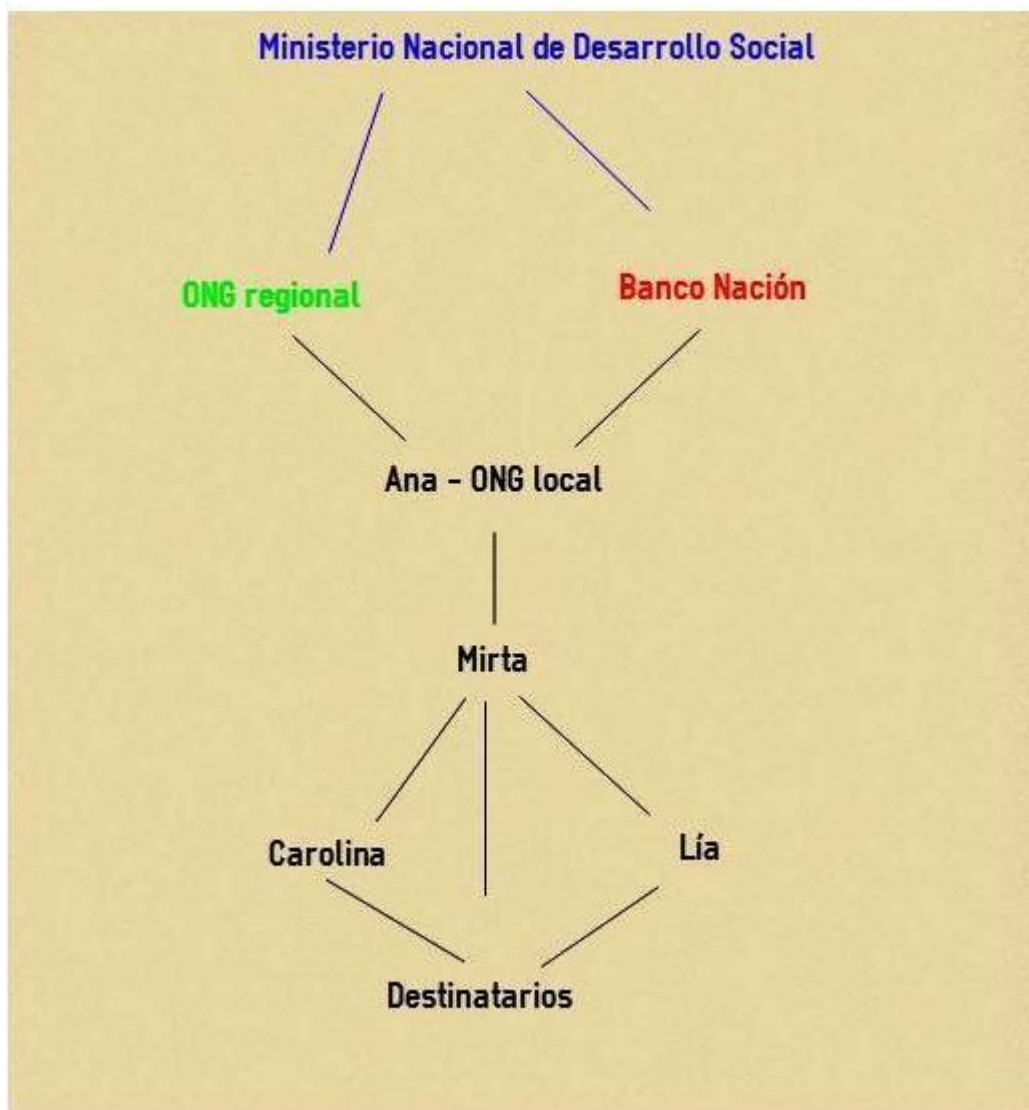 Ministerio Nacional de Desarrollo Social
ONG regional
Banco Nación
Ana - ONG local
Mirta
Carolina
Lía
Destinatarios